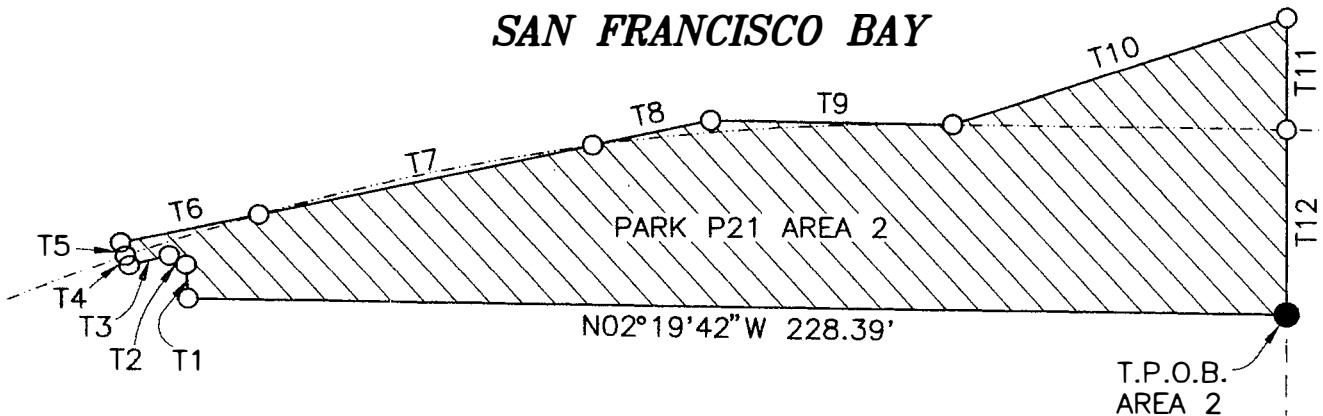 SAN FRANCISCO BAY
T10
T11
T8
T9
T7
T6
T5
PARK P21 AREA 2
T12
T4
T3
T2
T1
N02°19'42"W 228.39'
T.P.O.B.
AREA 2